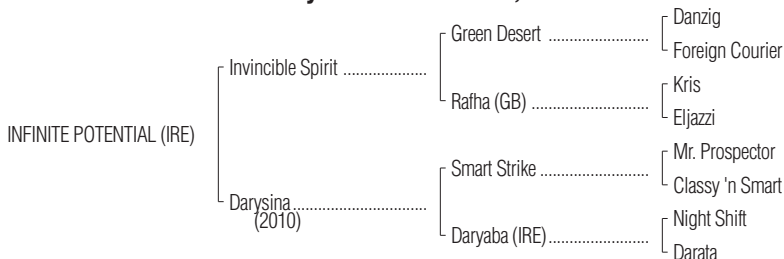 Danzig
Green Desert ........................
Foreign Courier
Invincible Spirit ....................
Kris
Rafha (GB) ............................
Eljazzi
INFINITE POTENTIAL (IRE)
Mr. Prospector
Smart Strike ...........................
Classy 'n Smart
Darysina ................................
(2010)
Night Shift
Daryaba (IRE) ........................
Darata